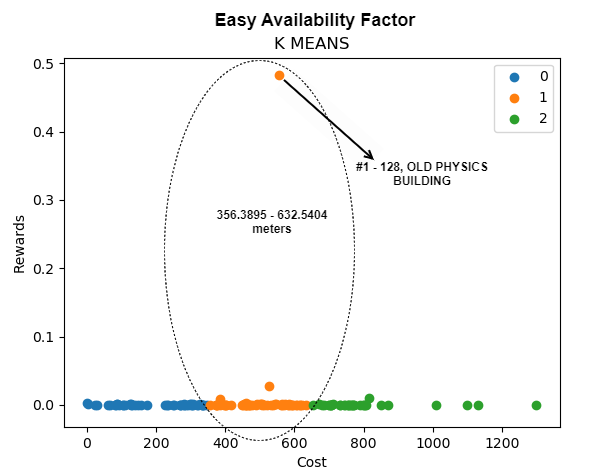 Easy Availability Factor
K MEANS
0.5
0.4
0.3
0.2
0.1
0.0
Rewards
0
1
2
#1 - 128, OLD PHYSICS
BUILDING
356.3895 - 632.5404
meters
0 200 400 600 800 1000 1200
Cost